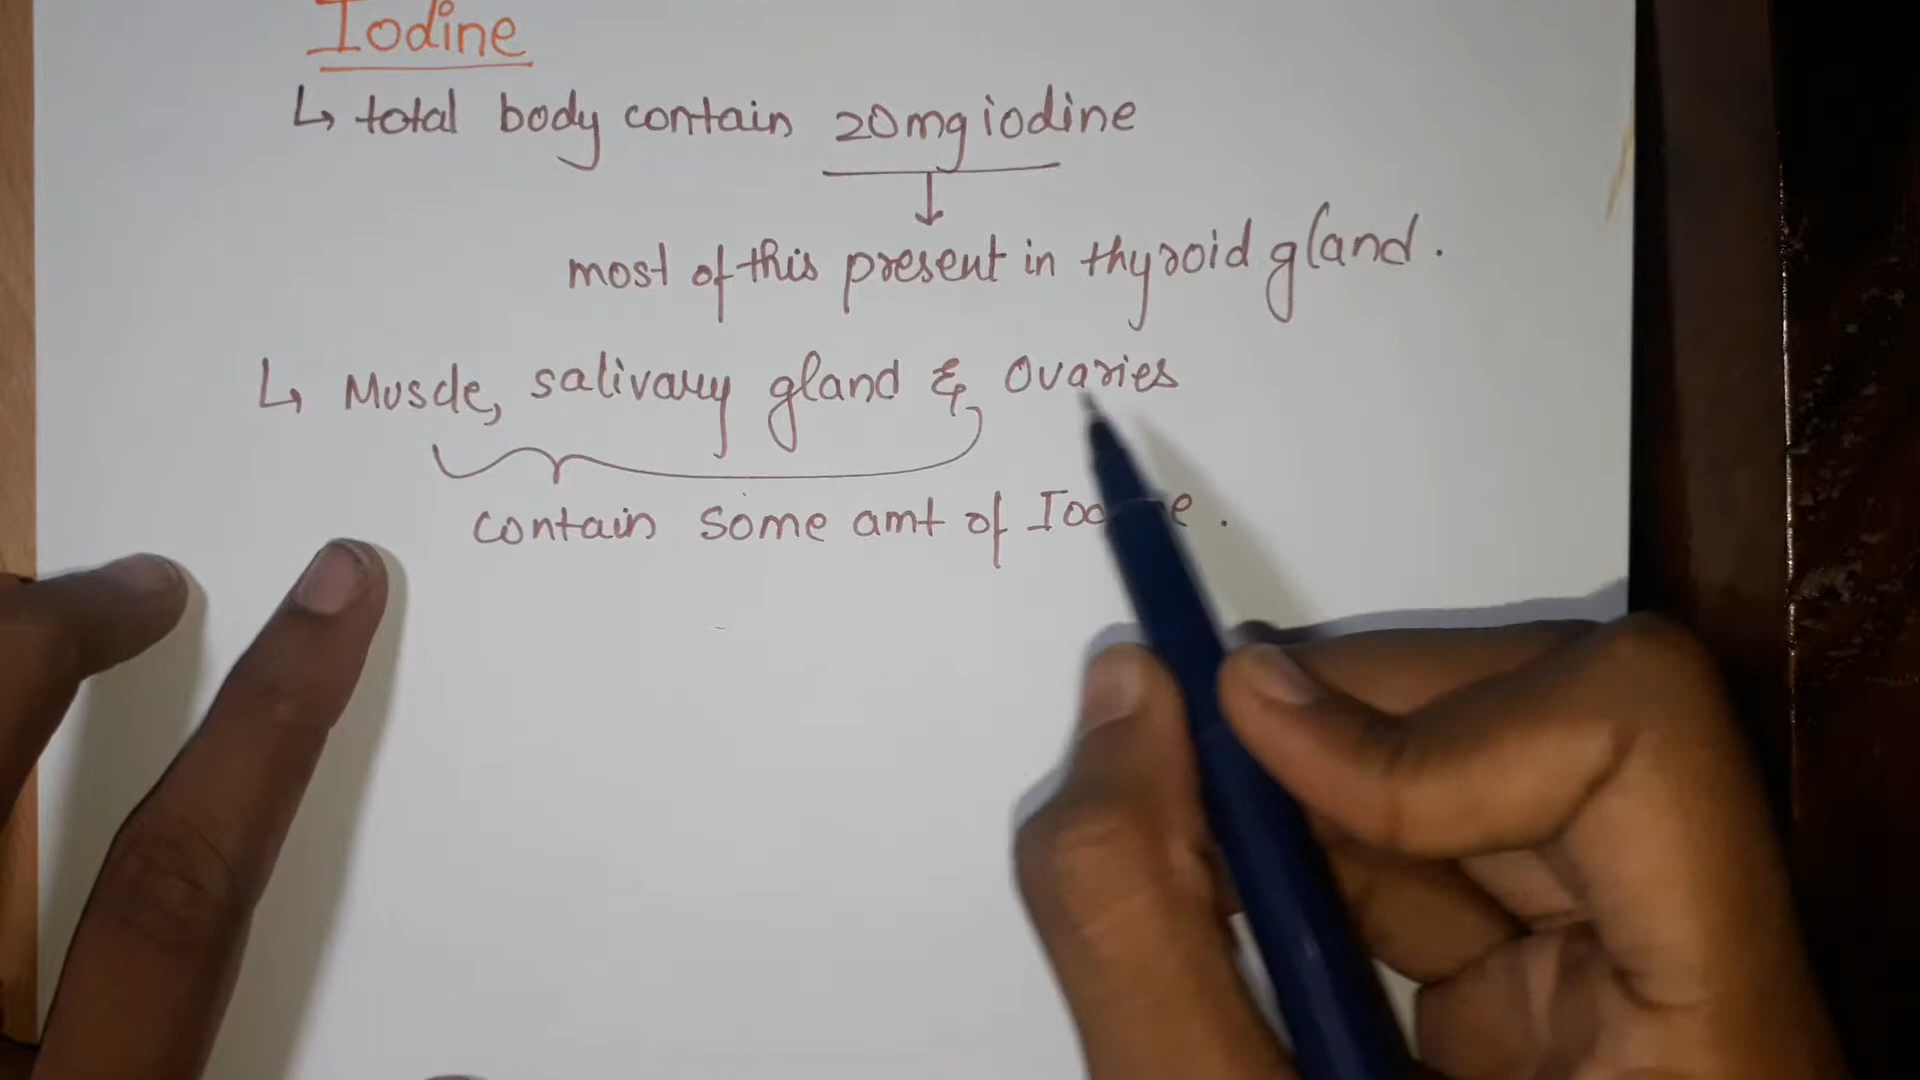 Iodine
↳ total body contain 20mg iodine
↓
most of this present in thyroid gland.
↳ Muscle, salivary gland & Ovaries
contain some amt of